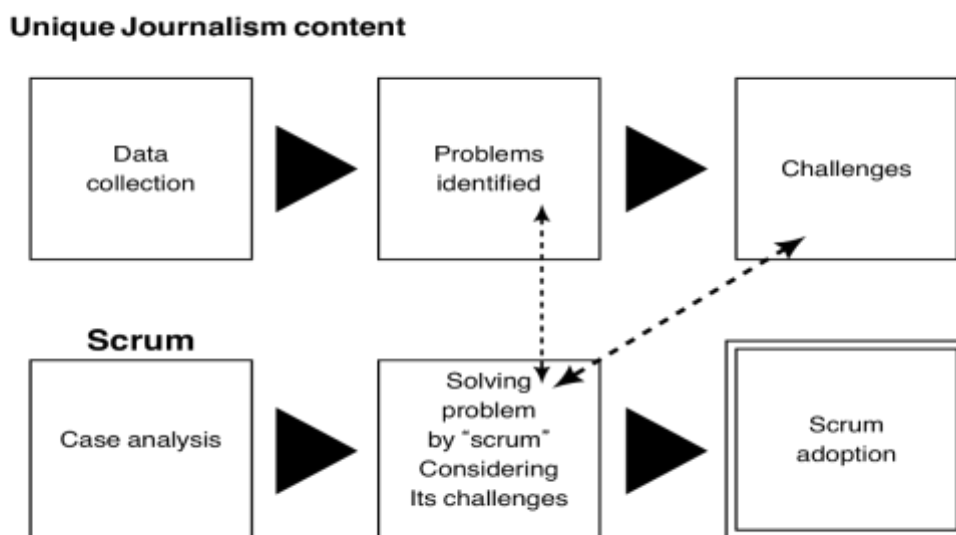 Unique Journalism content
Data
collection
Problems
identified
Challenges
Scrum
Case analysis
Solving
problem
by “scrum”
Considering
Its challenges
Scrum
adoption